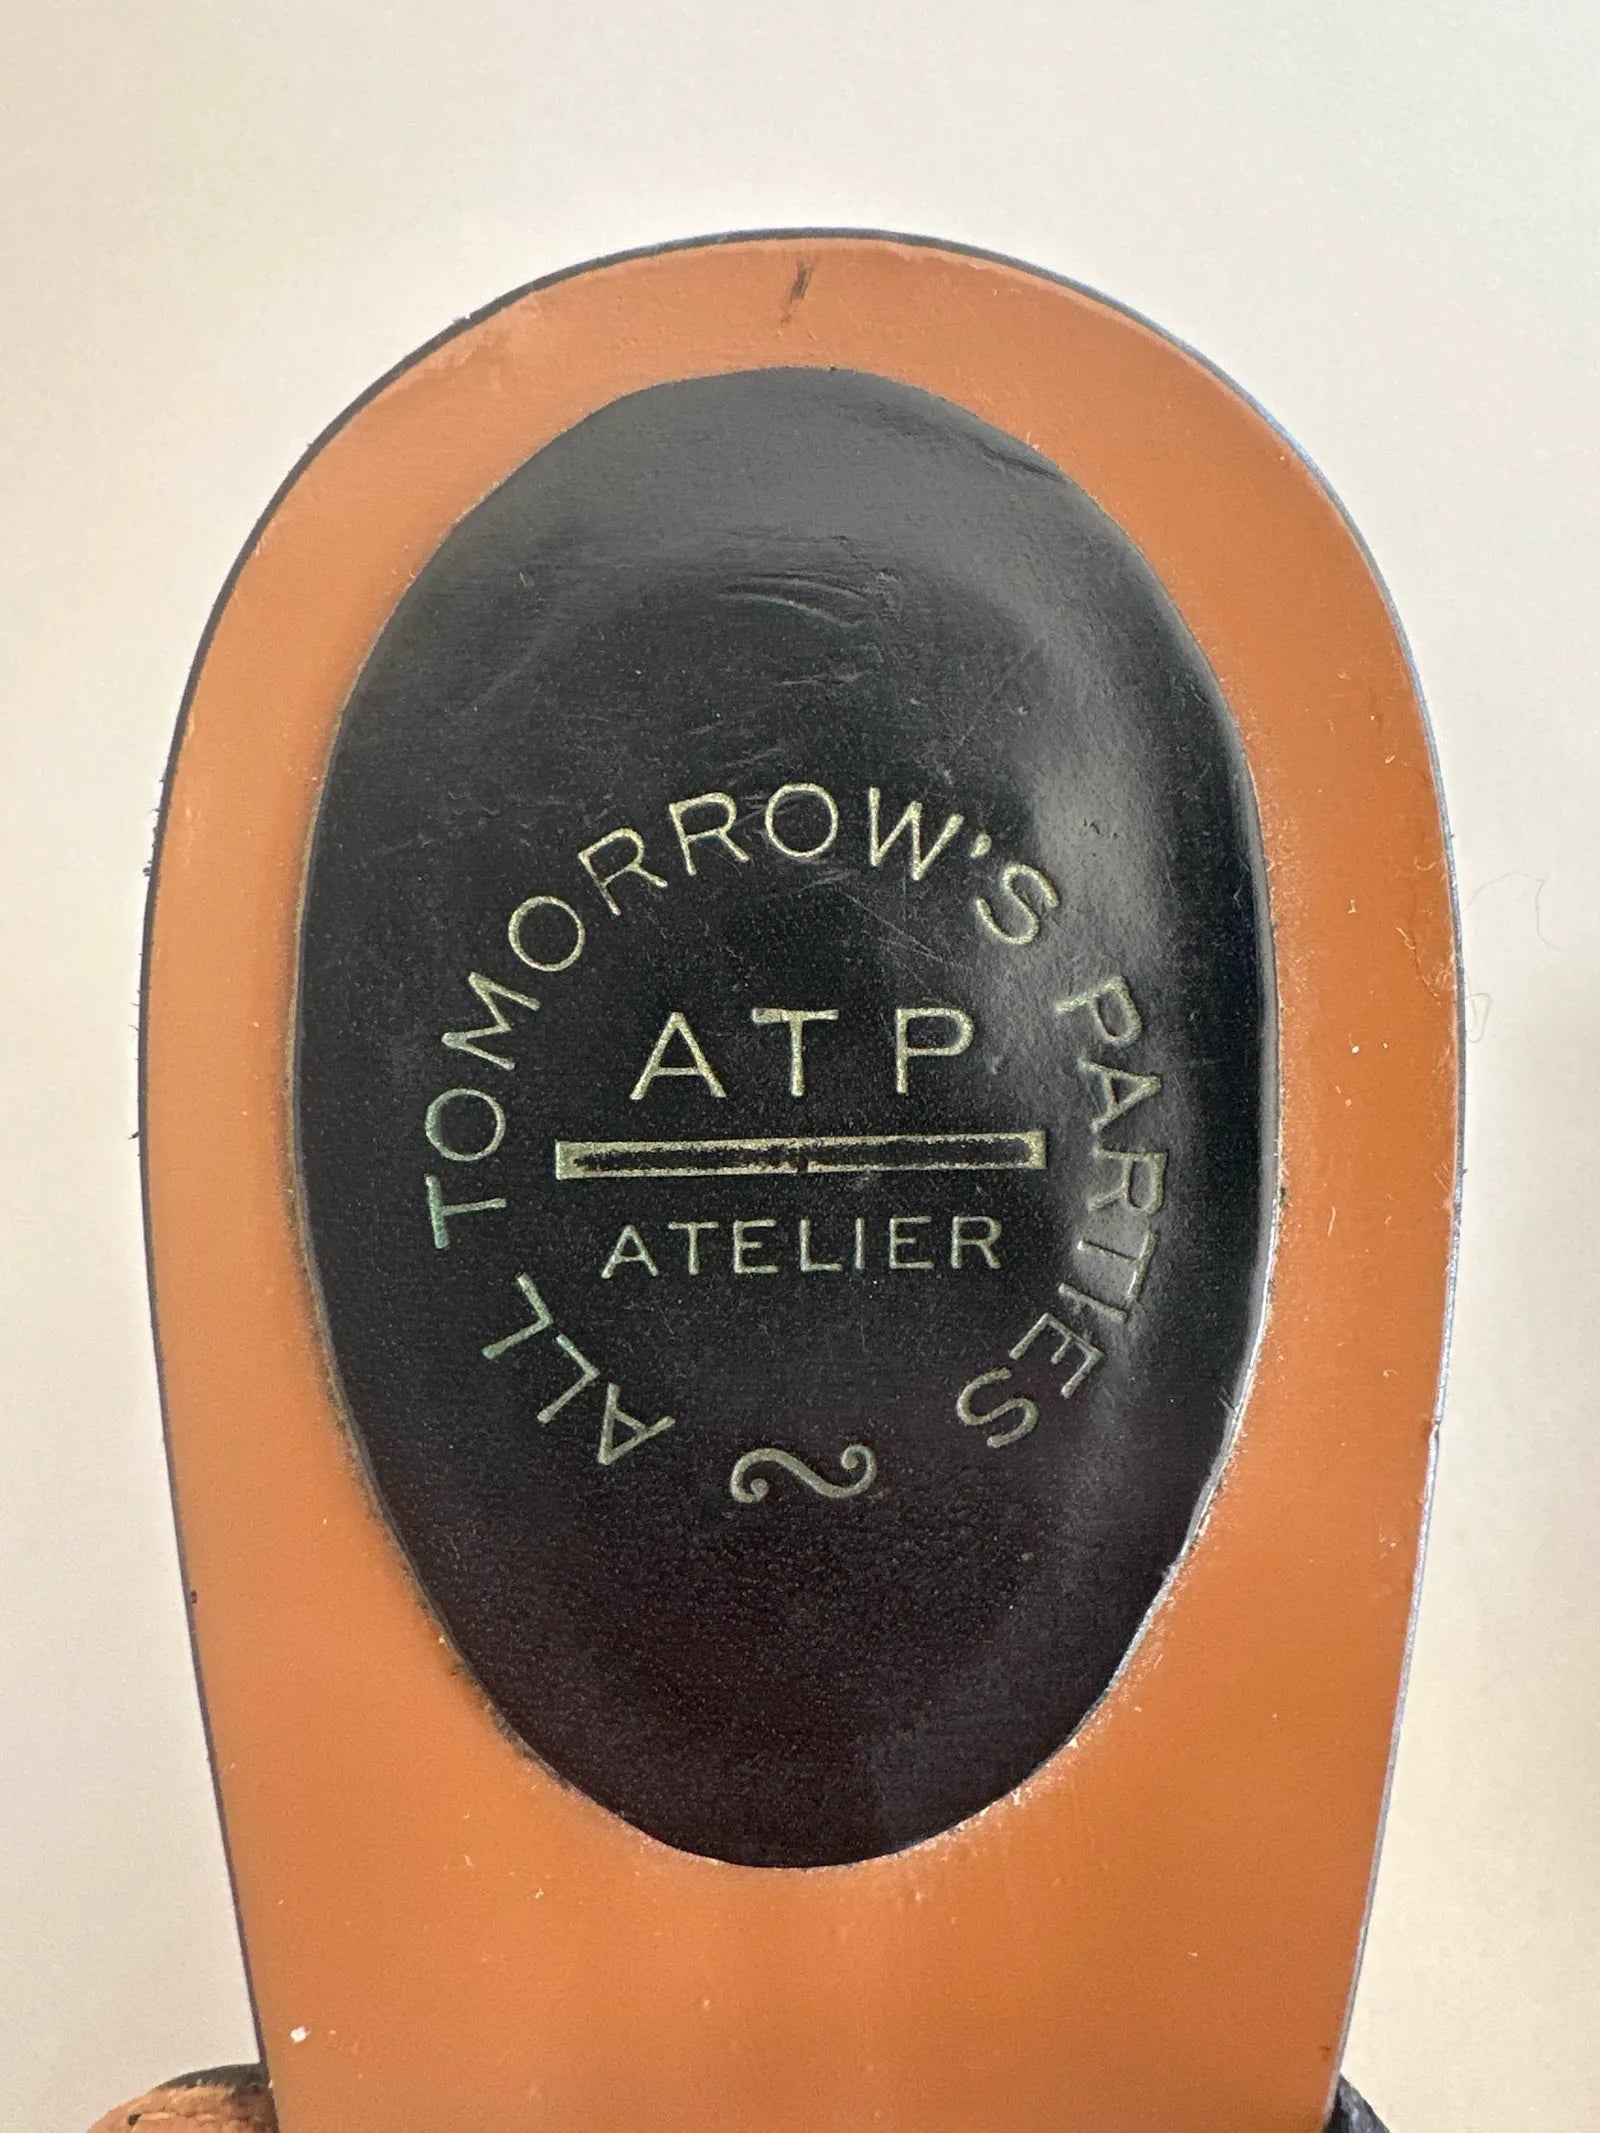 ALL TOMORROW'S PARTIES
ATP
ATELIER